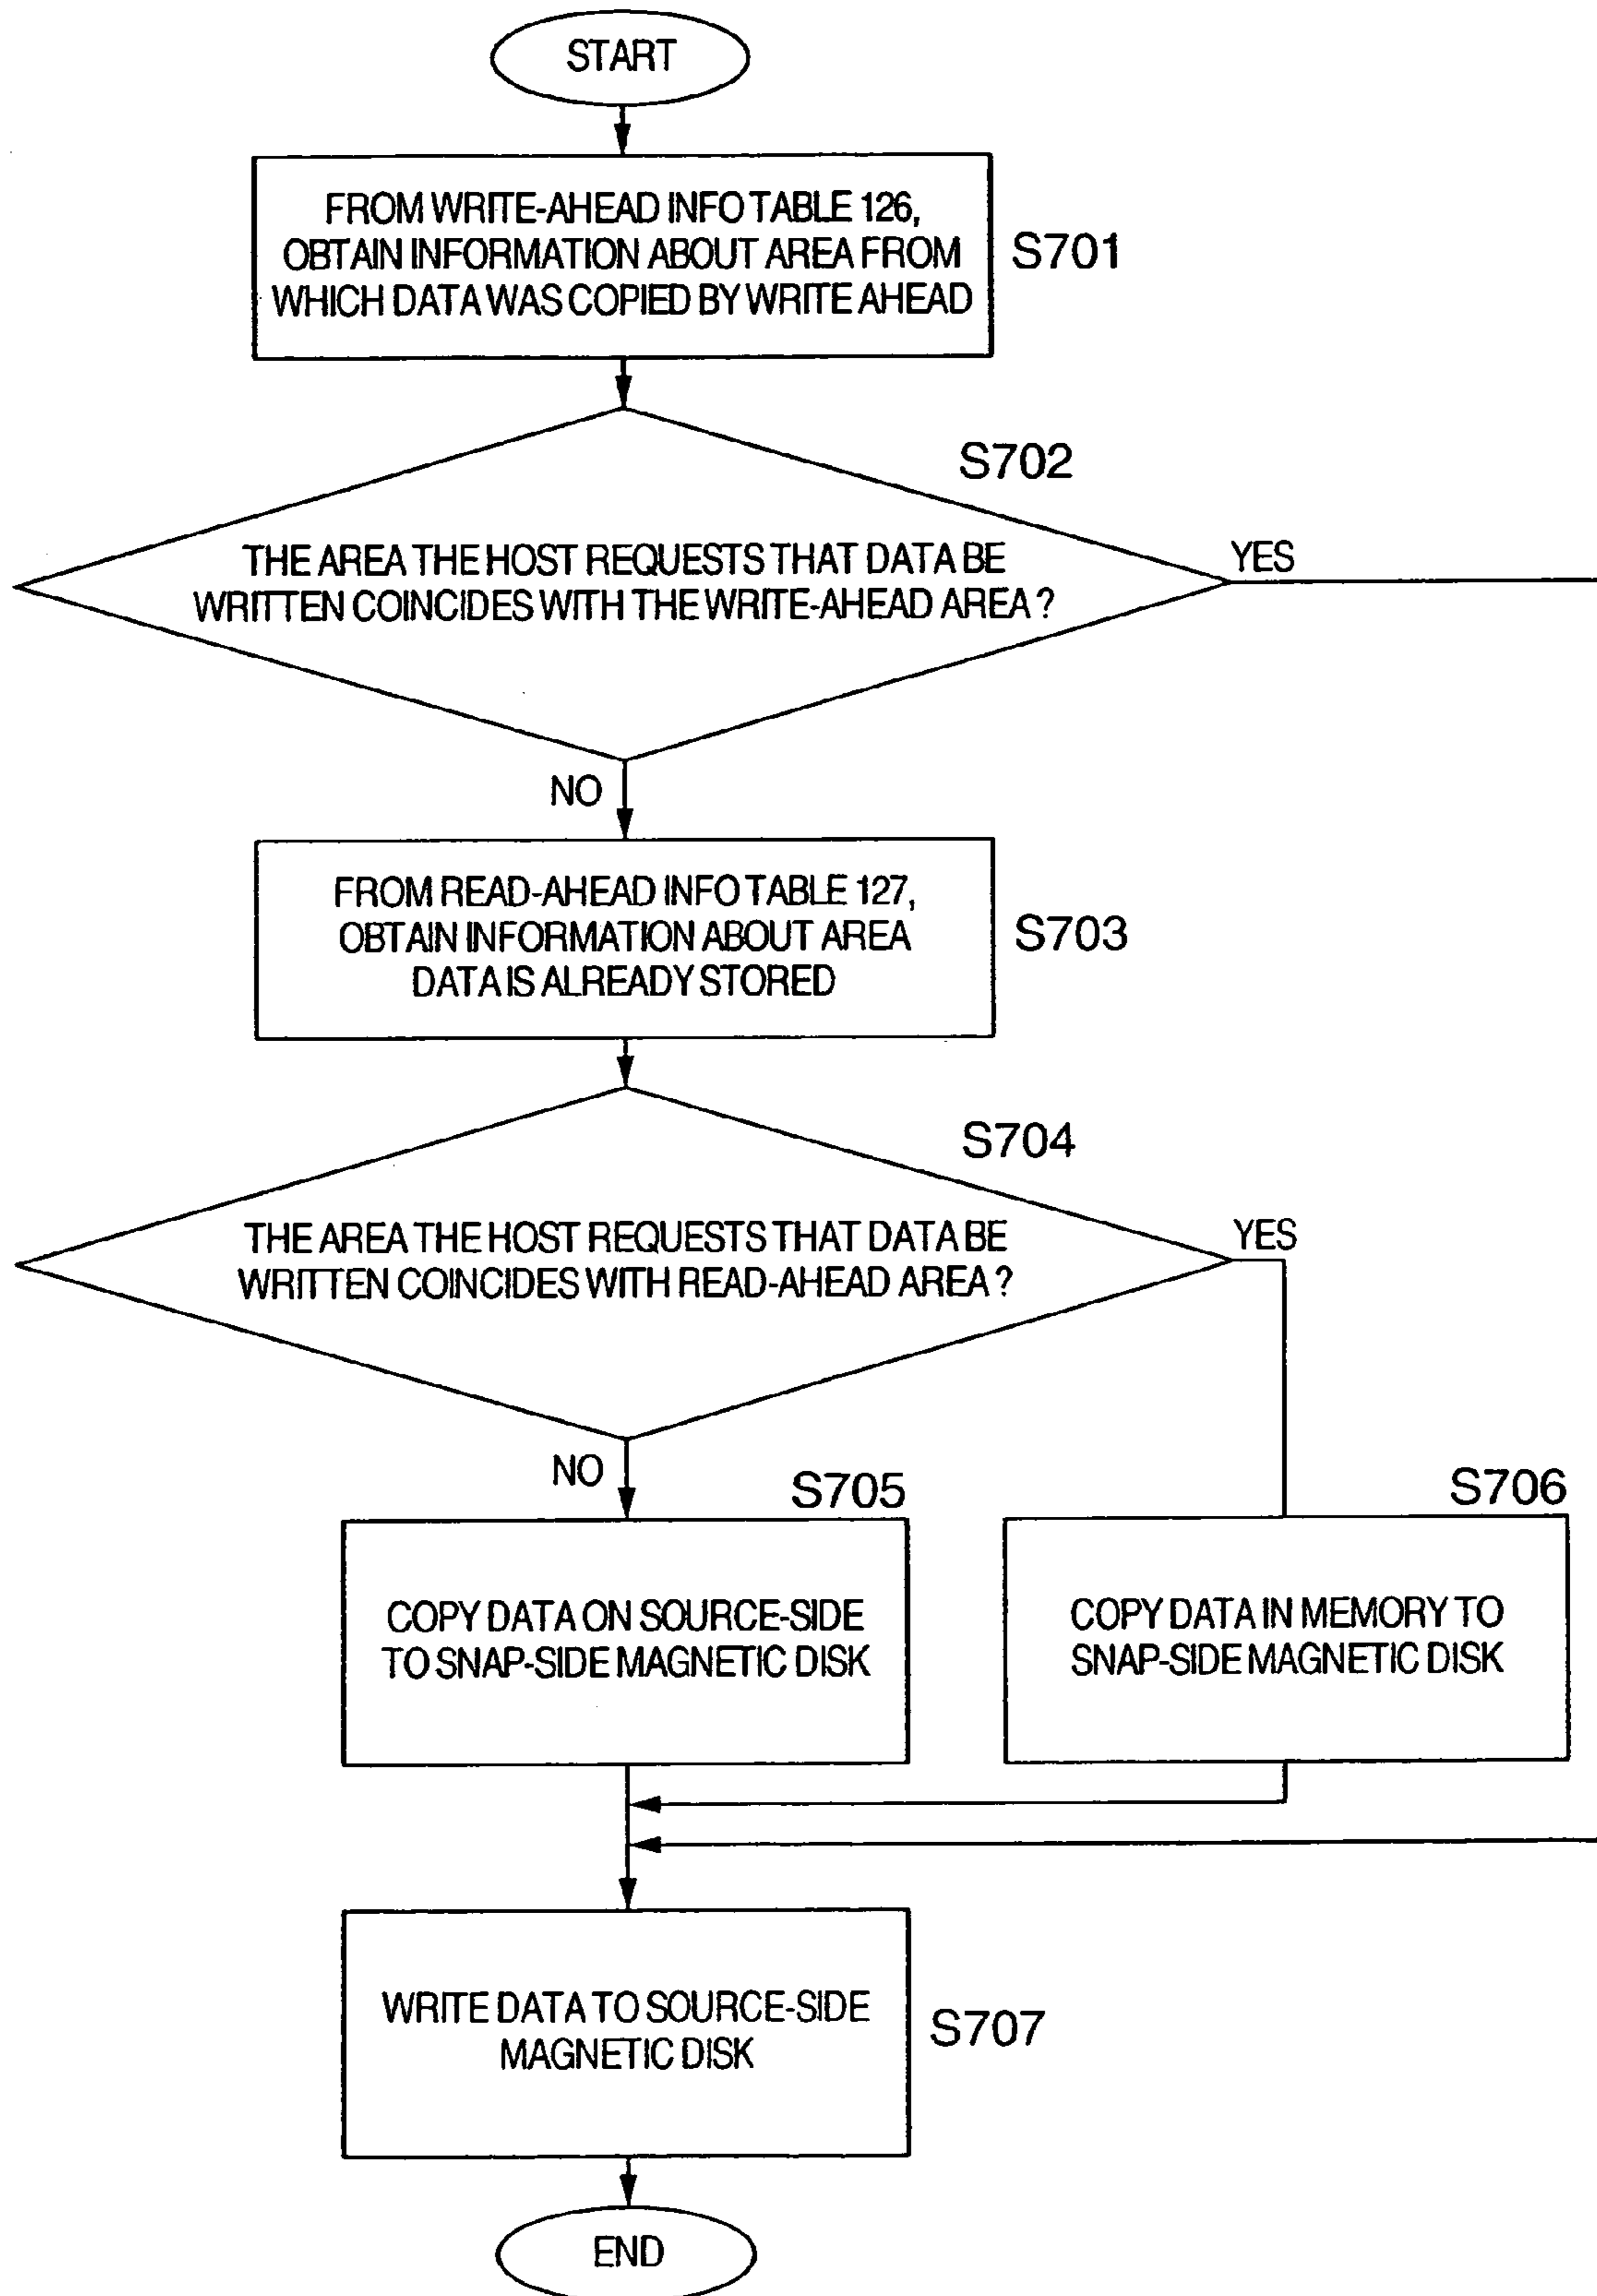 START
FROM WRITE-AHEAD INFO TABLE 126,
OBTAIN INFORMATION ABOUT AREA FROM
WHICH DATA WAS COPIED BY WRITE AHEAD
S701
S702
THE AREA THE HOST REQUESTS THAT DATA BE
WRITTEN COINCIDES WITH THE WRITE-AHEAD AREA ?
YES
NO
FROM READ-AHEAD INFO TABLE 127,
OBTAIN INFORMATION ABOUT AREA
DATA IS ALREADY STORED
S703
S704
THE AREA THE HOST REQUESTS THAT DATA BE
WRITTEN COINCIDES WITH READ-AHEAD AREA ?
YES
NO
S705
COPY DATA ON SOURCE-SIDE
TO SNAP-SIDE MAGNETIC DISK
S706
COPY DATA IN MEMORY TO
SNAP-SIDE MAGNETIC DISK
WRITE DATA TO SOURCE-SIDE
MAGNETIC DISK
S707
END